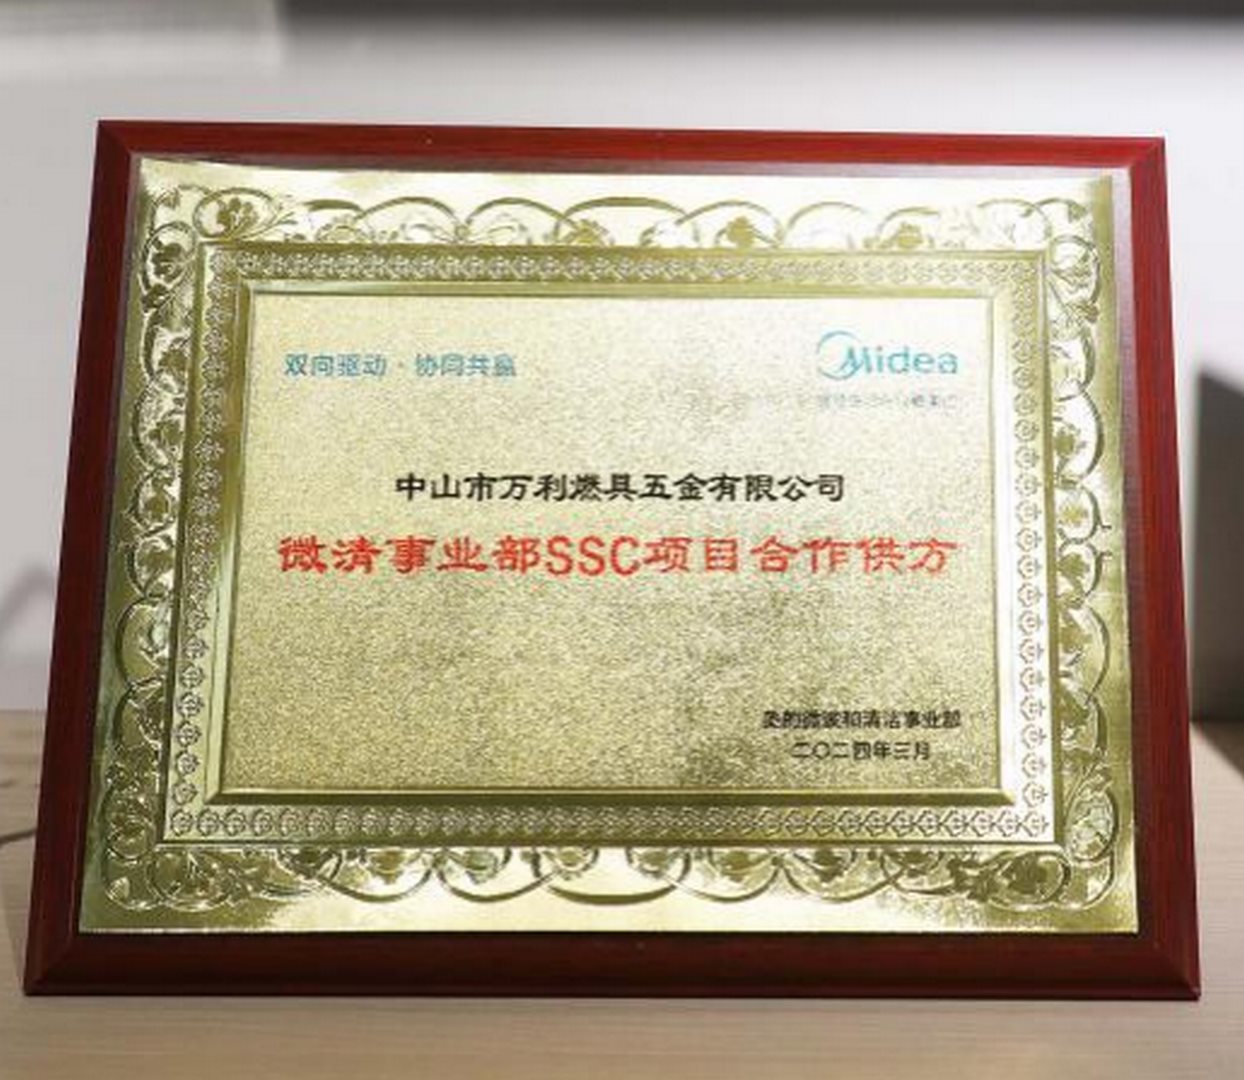 双向驱动·协同共赢
Midea
中山市万利燃具五金有限公司
微清事业部SSC项目合作供方
美的微波和清洁事业部
二〇二四年三月